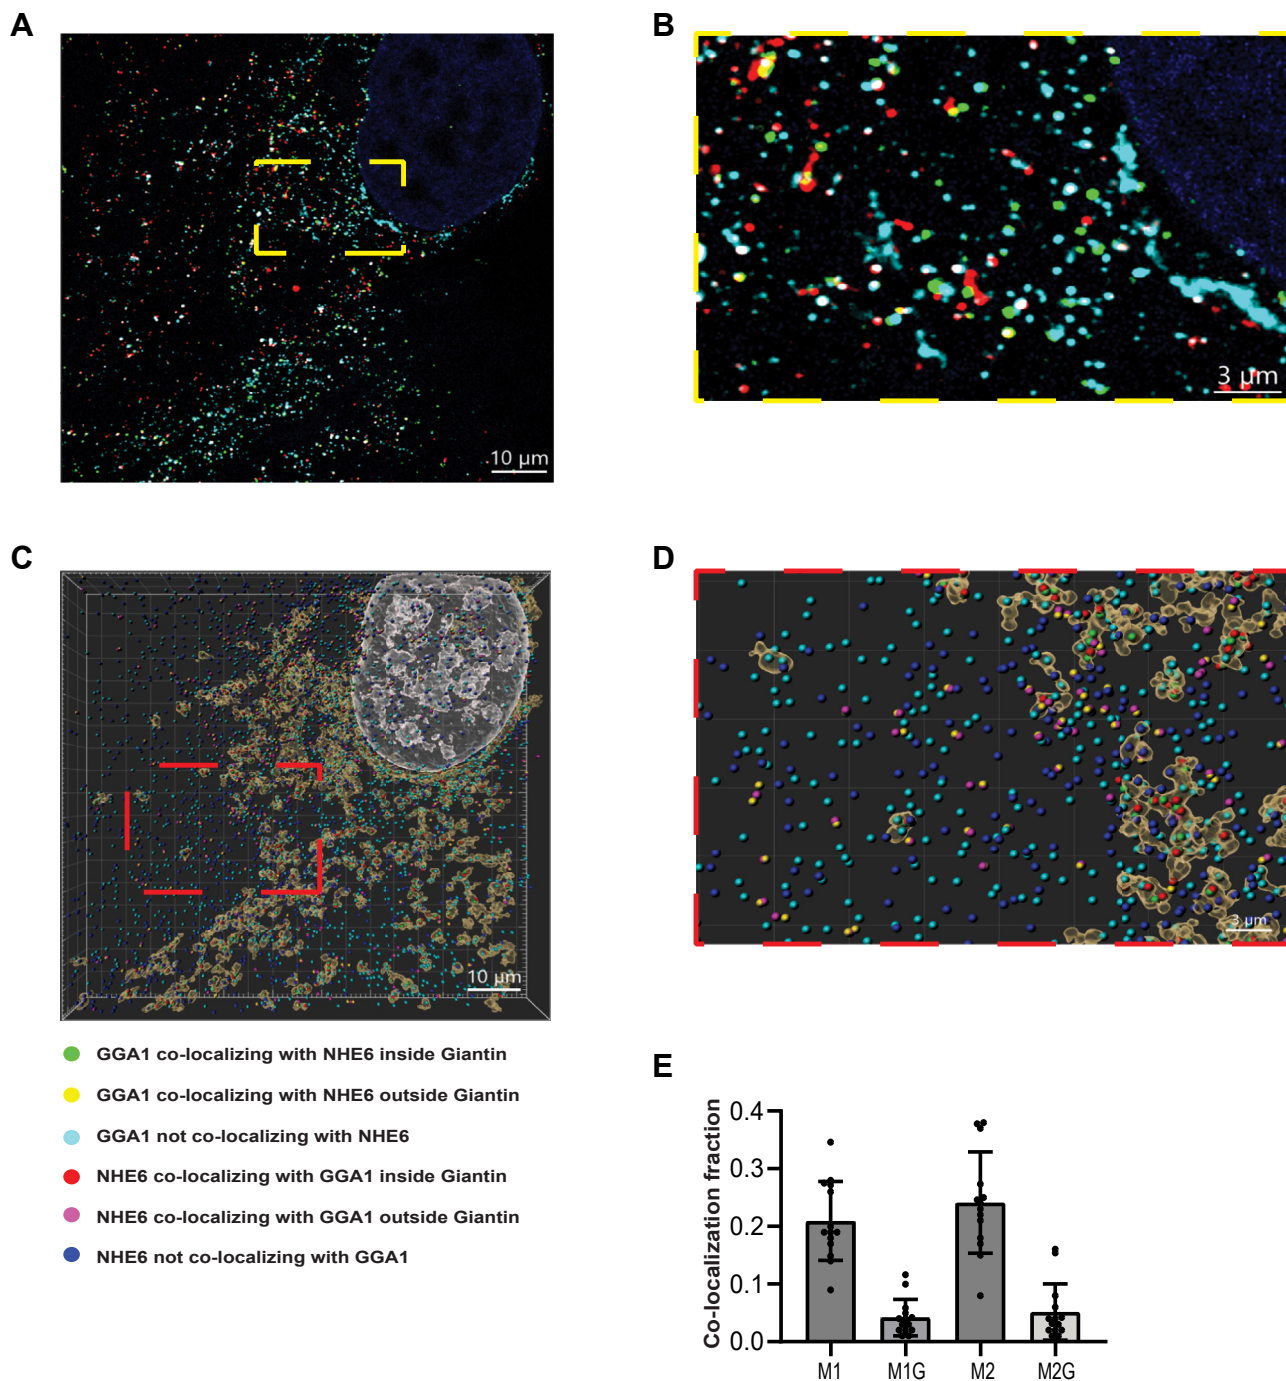 A
B
10 μm
3 μm
C
D
10 μm
3 μm
GGA1 co-localizing with NHE6 inside Giantin
GGA1 co-localizing with NHE6 outside Giantin
GGA1 not co-localizing with NHE6
NHE6 co-localizing with GGA1 inside Giantin
NHE6 co-localizing with GGA1 outside Giantin
NHE6 not co-localizing with GGA1
E
Co-localization fraction
0.4
0.3
0.2
0.1
0.0
M1 M1G M2 M2G